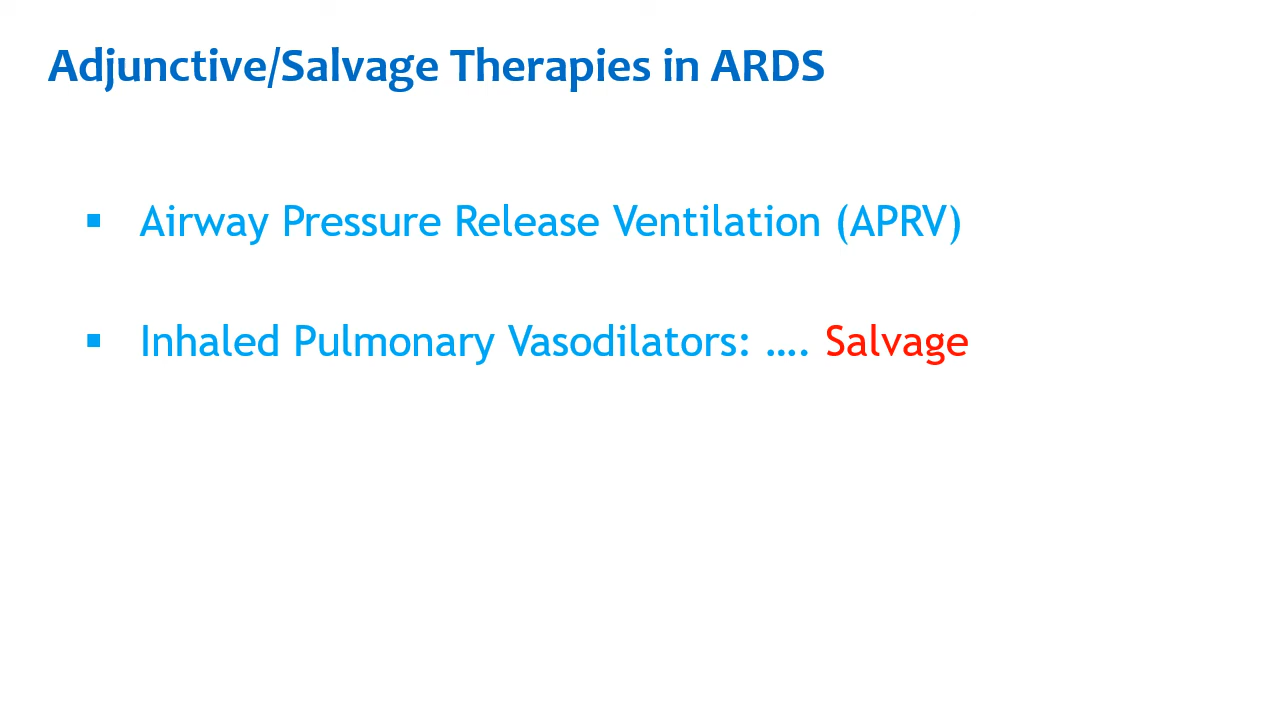 Adjunctive/Salvage Therapies in ARDS
▪ Airway Pressure Release Ventilation (APRV)
▪ Inhaled Pulmonary Vasodilators: …. Salvage